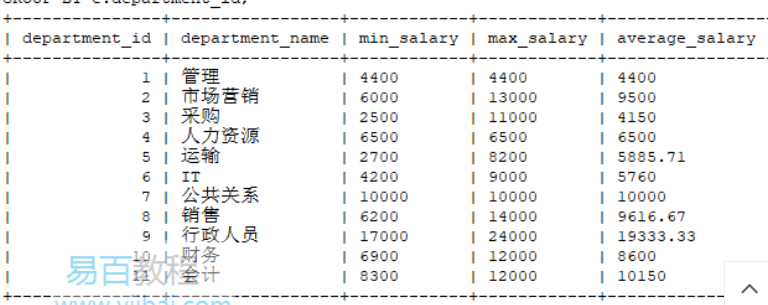 GROUP BY e.department_id;
+---------------+-----------------+------------+------------+----------------
| department_id | department_name | min_salary | max_salary | average_salary
+---------------+-----------------+------------+------------+----------------
| 1 | 管理 | 4400 | 4400 | 4400
| 2 | 市场营销 | 6000 | 13000 | 9500
| 3 | 采购 | 2500 | 11000 | 4150
| 4 | 人力资源 | 6500 | 6500 | 6500
| 5 | 运输 | 2700 | 8200 | 5885.71
| 6 | IT | 4200 | 9000 | 5760
| 7 | 公共关系 | 10000 | 10000 | 10000
| 8 | 销售 | 6200 | 14000 | 9616.67
| 9 | 行政人员 | 17000 | 24000 | 19333.33
| 10 | 财务 | 6900 | 12000 | 8600
| 11 | 会计 | 8300 | 12000 | 10150
+---------------+-----------------+------------+------------+----------------
易百教程
www.yiibai.com